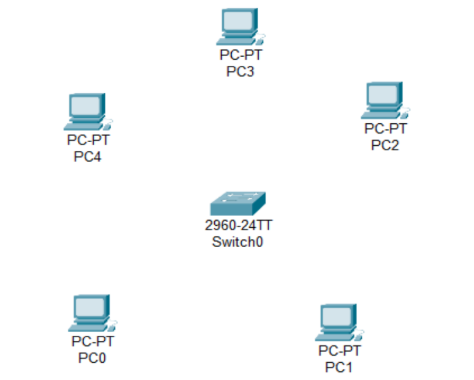 PC-PT
PC3
PC-PT
PC2
PC-PT
PC4
2960-24TT
Switch0
PC-PT
PC0
PC-PT
PC1